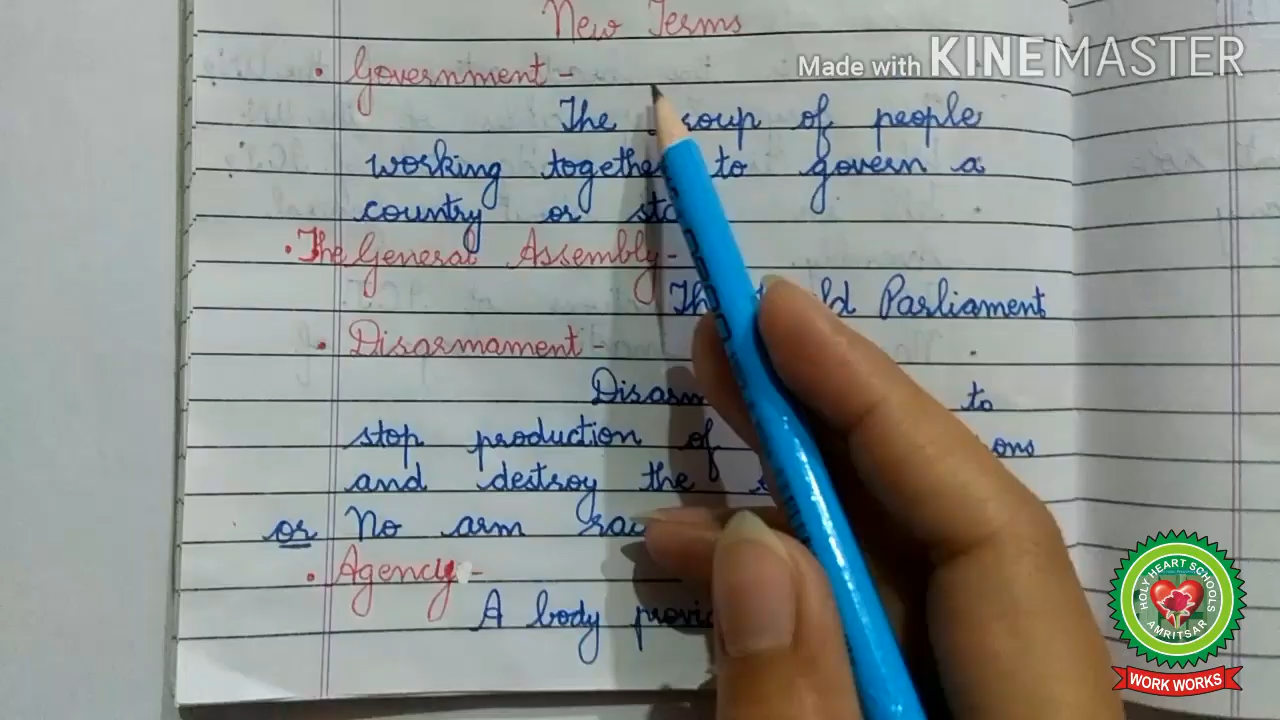 New Terms
Made with KINEMASTER
• Government -
The of people
working together to govern a
country or
• The General Assembly -
Parliament
• Disarmament -
to
stop production of
and destroy the
or No arm
• Agency -
A body
HOLY HEART SCHOOLS
AMRITSAR
WORK WORKS